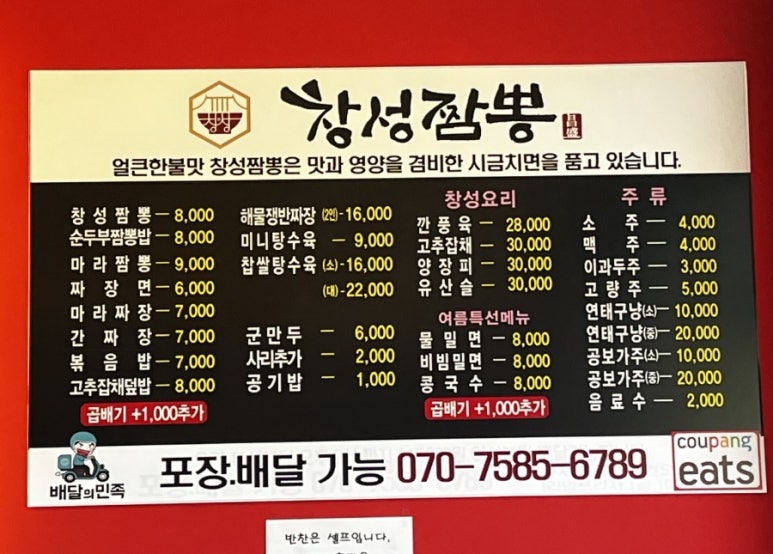 창성짬뽕
昌盛
창성
얼큰한불맛 창성짬뽕은 맛과 영양을 겸비한 시금치면을 품고 있습니다.
창성짬뽕 — 8,000
순두부짬뽕밥 — 8,000
마라짬뽕 — 9,000
짜장면 — 6,000
마라짜장 — 7,000
간짜장 — 7,000
볶음밥 — 7,000
고추잡채덮밥 — 8,000
곱배기 +1,000추가
해물쟁반짜장 (2인) - 16,000
미니탕수육 — 9,000
찹쌀탕수육 (소) - 16,000
(대) - 22,000
군만두 — 6,000
사리추가 — 2,000
공기밥 — 1,000
창성요리
깐풍육 — 28,000
고추잡채 — 30,000
양장피 — 30,000
유산슬 — 30,000
여름특선메뉴
물밀면 — 8,000
비빔밀면 — 8,000
콩국수 — 8,000
곱배기 +1,000추가
주류
소주 — 4,000
맥주 — 4,000
이과두주 — 3,000
고량주 — 5,000
연태구냥(소) — 10,000
연태구냥(중) — 20,000
공보가주(소) — 10,000
공보가주(중) — 20,000
음료수 — 2,000
배달의민족
포장.배달 가능 070-7585-6789
coupang
eats
반찬은 셀프입니다.